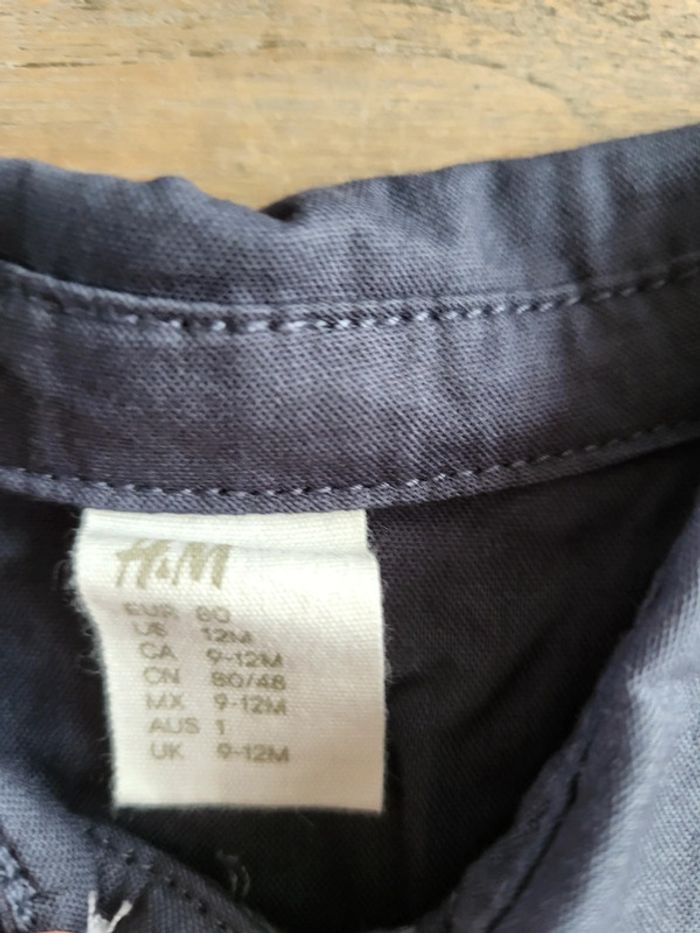 H&M
EUR 80
US 12M
CA 9-12M
CN 80/48
MX 9-12M
AUS 1
UK 9-12M